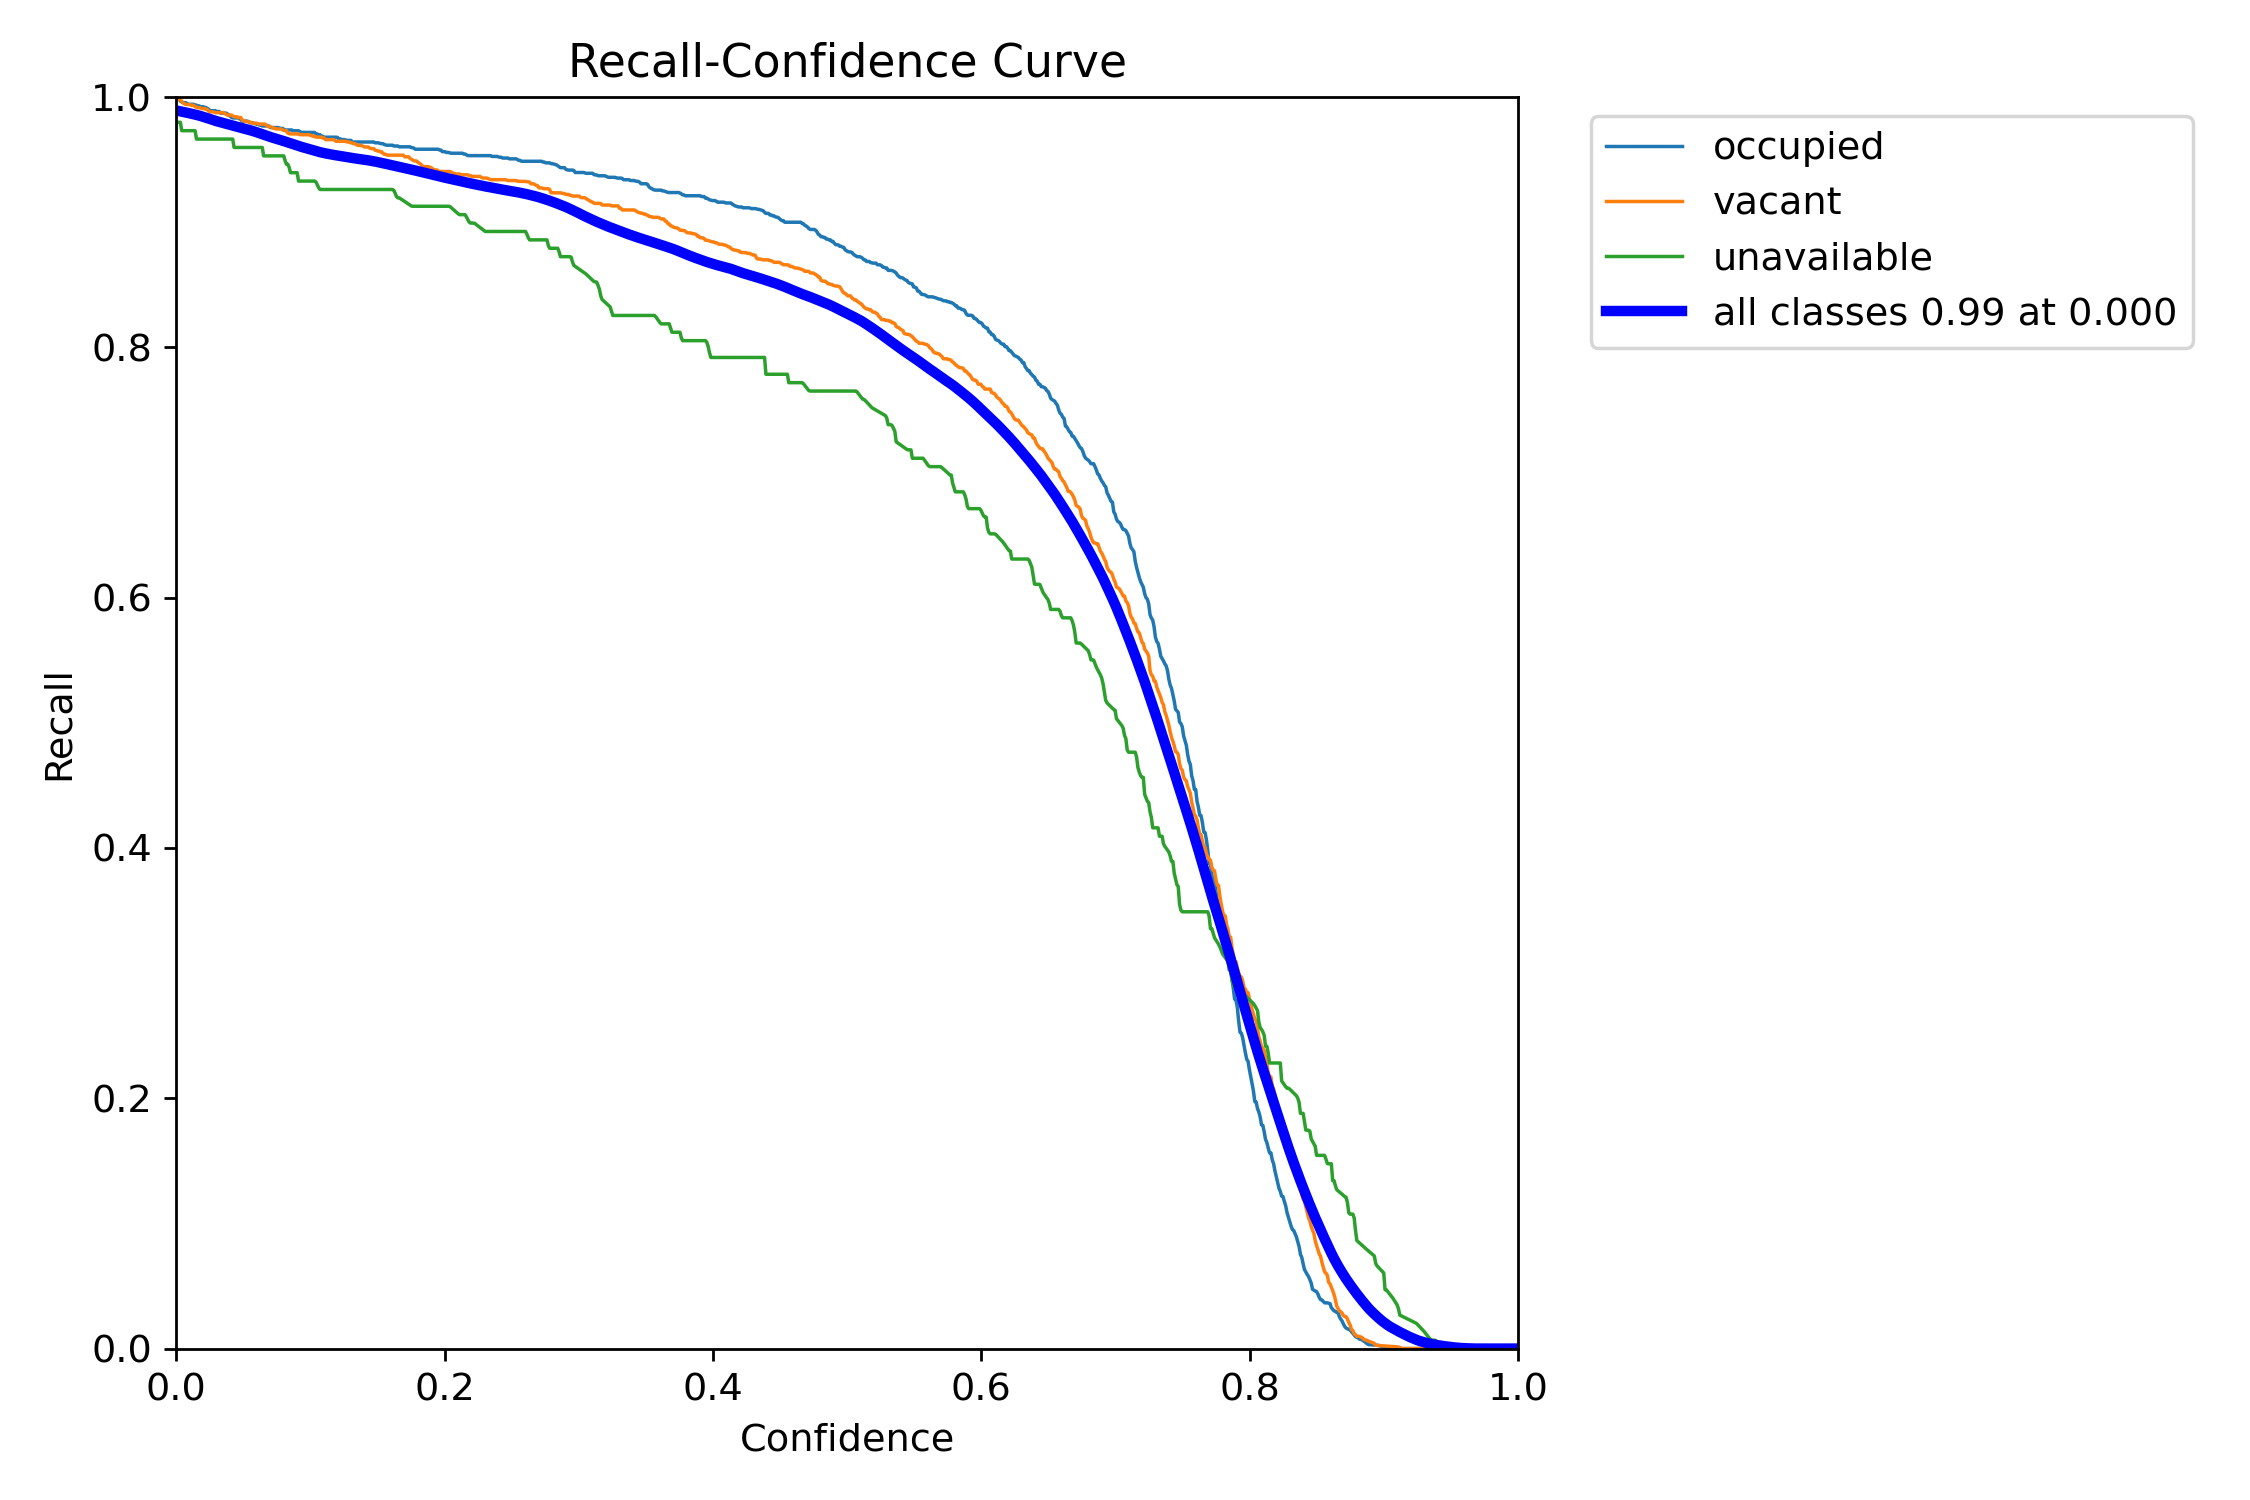 Recall-Confidence Curve
1.0
0.8
0.6
0.4
0.2
0.0
Recall
0.0 0.2 0.4 0.6 0.8 1.0
Confidence
occupied
vacant
unavailable
all classes 0.99 at 0.000